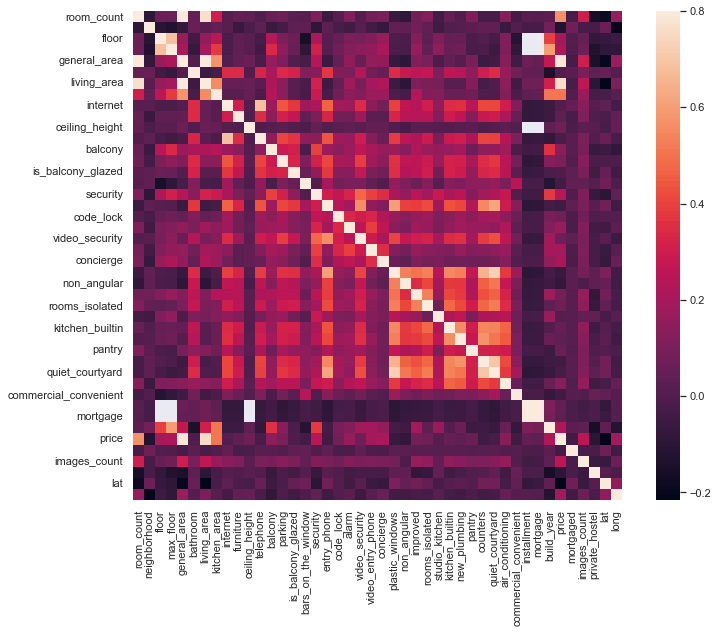 room_count
floor
general_area
living_area
internet
ceiling_height
balcony
is_balcony_glazed
security
code_lock
video_security
concierge
non_angular
rooms_isolated
kitchen_builtin
pantry
quiet_courtyard
commercial_convenient
mortgage
price
images_count
lat
0.8
0.6
0.4
0.2
0.0
−0.2
room_count
neighborhood
floor
max_floor
general_area
bathroom
living_area
kitchen_area
internet
furniture
ceiling_height
telephone
balcony
parking
is_balcony_glazed
bars_on_the_window
security
entry_phone
code_lock
alarm
video_security
video_entry_phone
concierge
plastic_windows
non_angular
improved
rooms_isolated
studio_kitchen
kitchen_builtin
new_plumbing
pantry
counters
quiet_courtyard
air_conditioning
commercial_convenient
installment
mortgage
build_year
price
mortgaged
images_count
private_hostel
lat
long